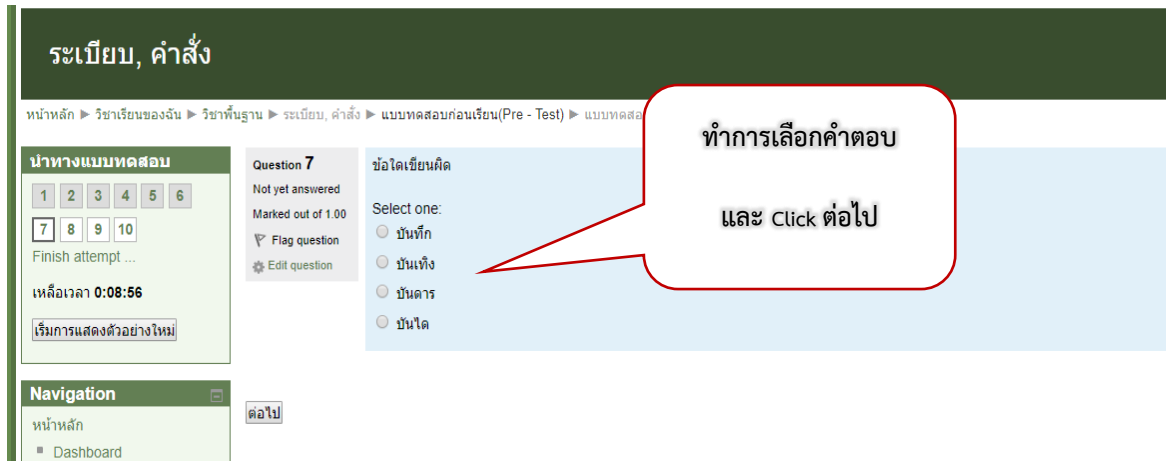 ระเบียบ, คำสั่ง
หน้าหลัก ▶ วิชาเรียนของฉัน ▶ วิชาพื้นฐาน ▶ ระเบียบ, คำสั่ง ▶ แบบทดสอบก่อนเรียน(Pre - Test) ▶ แบบทดสอ
นำทางแบบทดสอบ
1 2 3 4 5 6
7 8 9 10
Finish attempt ...
เหลือเวลา 0:08:56
เริ่มการแสดงตัวอย่างใหม่
Question 7
Not yet answered
Marked out of 1.00
Flag question
Edit question
ข้อใดเขียนผิด
Select one:
บันทึก
บันเทิง
บันดาร
บันได
ทำการเลือกคำตอบ
และ Click ต่อไป
ต่อไป
Navigation
หน้าหลัก
Dashboard